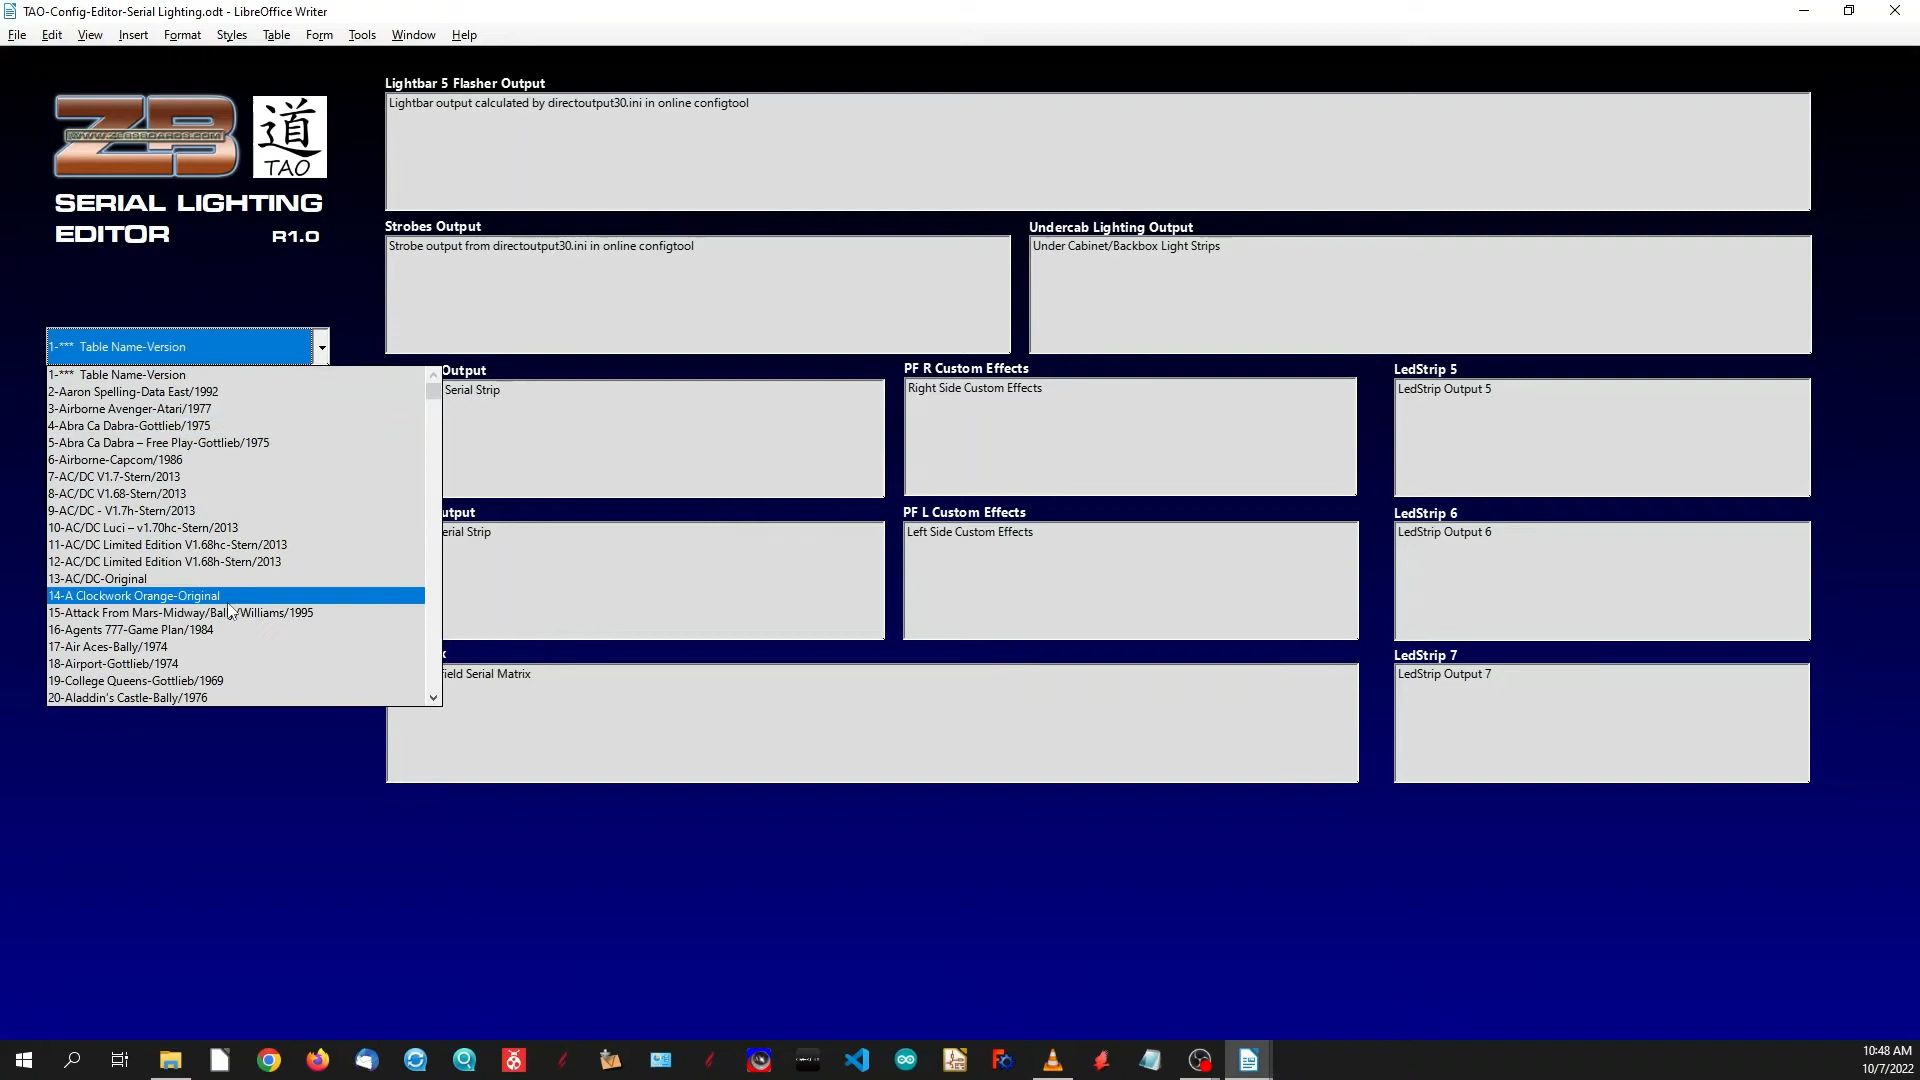 TAO-Config-Editor-Serial Lighting.odt - LibreOffice Writer
File Edit View Insert Format Styles Table Form Tools Window Help
ZB
WWW.ZEBSBOARDS.COM
道
TAO
SERIAL LIGHTING
EDITOR R1.0
Lightbar 5 Flasher Output
Lightbar output calculated by directoutput30.ini in online configtool
Strobes Output
Strobe output from directoutput30.ini in online configtool
Undercab Lighting Output
Under Cabinet/Backbox Light Strips
1-*** Table Name-Version
1-*** Table Name-Version
2-Aaron Spelling-Data East/1992
3-Airborne Avenger-Atari/1977
4-Abra Ca Dabra-Gottlieb/1975
5-Abra Ca Dabra – Free Play-Gottlieb/1975
6-Airborne-Capcom/1986
7-AC/DC V1.7-Stern/2013
8-AC/DC V1.68-Stern/2013
9-AC/DC - V1.7h-Stern/2013
10-AC/DC Luci – v1.70hc-Stern/2013
11-AC/DC Limited Edition V1.68hc-Stern/2013
12-AC/DC Limited Edition V1.68h-Stern/2013
13-AC/DC-Original
14-A Clockwork Orange-Original
15-Attack From Mars-Midway/Bally/Williams/1995
16-Agents 777-Game Plan/1984
17-Air Aces-Bally/1974
18-Airport-Gottlieb/1974
19-College Queens-Gottlieb/1969
20-Aladdin's Castle-Bally/1976
Output
Serial Strip
PF R Custom Effects
Right Side Custom Effects
LedStrip 5
LedStrip Output 5
utput
erial Strip
PF L Custom Effects
Left Side Custom Effects
LedStrip 6
LedStrip Output 6
x
ield Serial Matrix
LedStrip 7
LedStrip Output 7
10:48 AM
10/7/2022